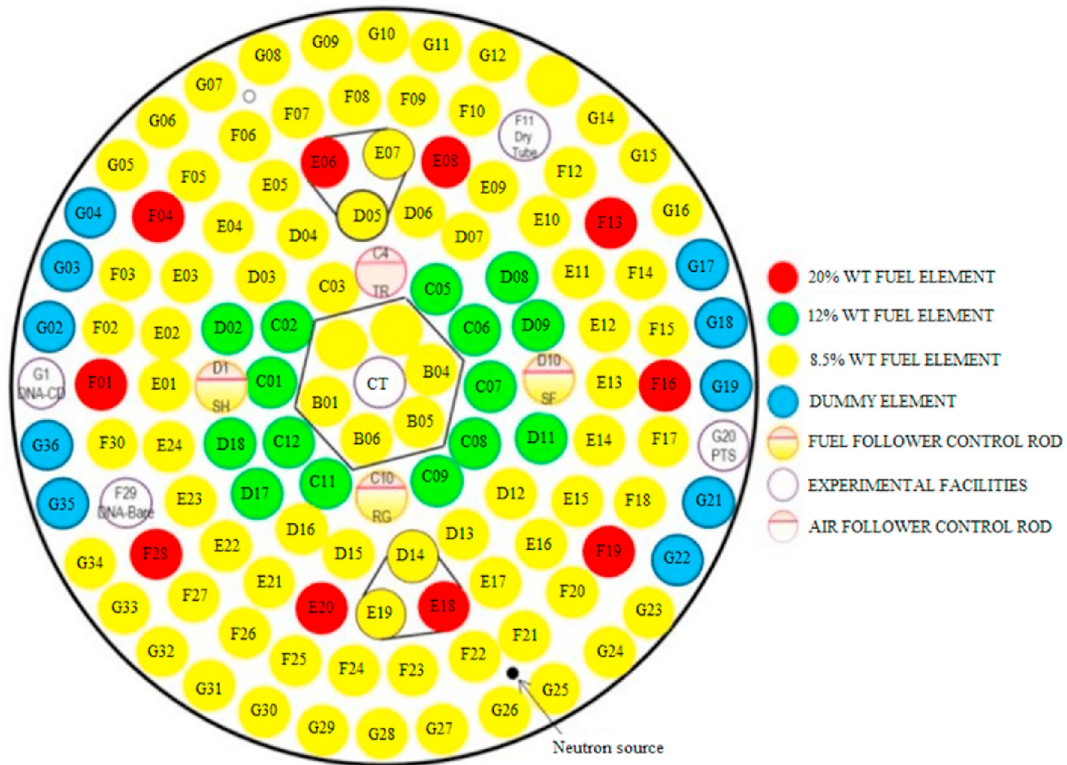 G10
G09
G11
G08
G12
G07
F08
F09
F10
F07
G06
G14
F06
F11
Dry
Tube
G15
G05
F05
E05
E06
E07
E08
E09
F12
G16
G04
F04
E04
D04
D05
D06
D07
E10
F13
G03
F03
E03
D03
C03
C4
TR
C05
D08
E11
F14
G17
G02
F02
E02
D02
C02
C06
D09
E12
F15
G18
G1
DNA-CD
F01
E01
D1
SH
C01
B01
CT
B04
C07
D10
SF
E13
F16
G19
B06
B05
G36
F30
E24
D18
C12
C08
D11
E14
F17
G20
PTS
G35
F29
DNA-Bare
E23
D17
C11
C10
RG
C09
D12
E15
F18
G21
G34
F28
E22
D16
D15
D14
D13
E16
F19
G22
G33
F27
E21
E20
E19
E18
E17
F20
G23
G32
F26
F25
F24
F23
F22
F21
G24
G31
G30
G29
G28
G27
G26
G25
Neutron source
20% WT FUEL ELEMENT
12% WT FUEL ELEMENT
8.5% WT FUEL ELEMENT
DUMMY ELEMENT
FUEL FOLLOWER CONTROL ROD
EXPERIMENTAL FACILITIES
AIR FOLLOWER CONTROL ROD